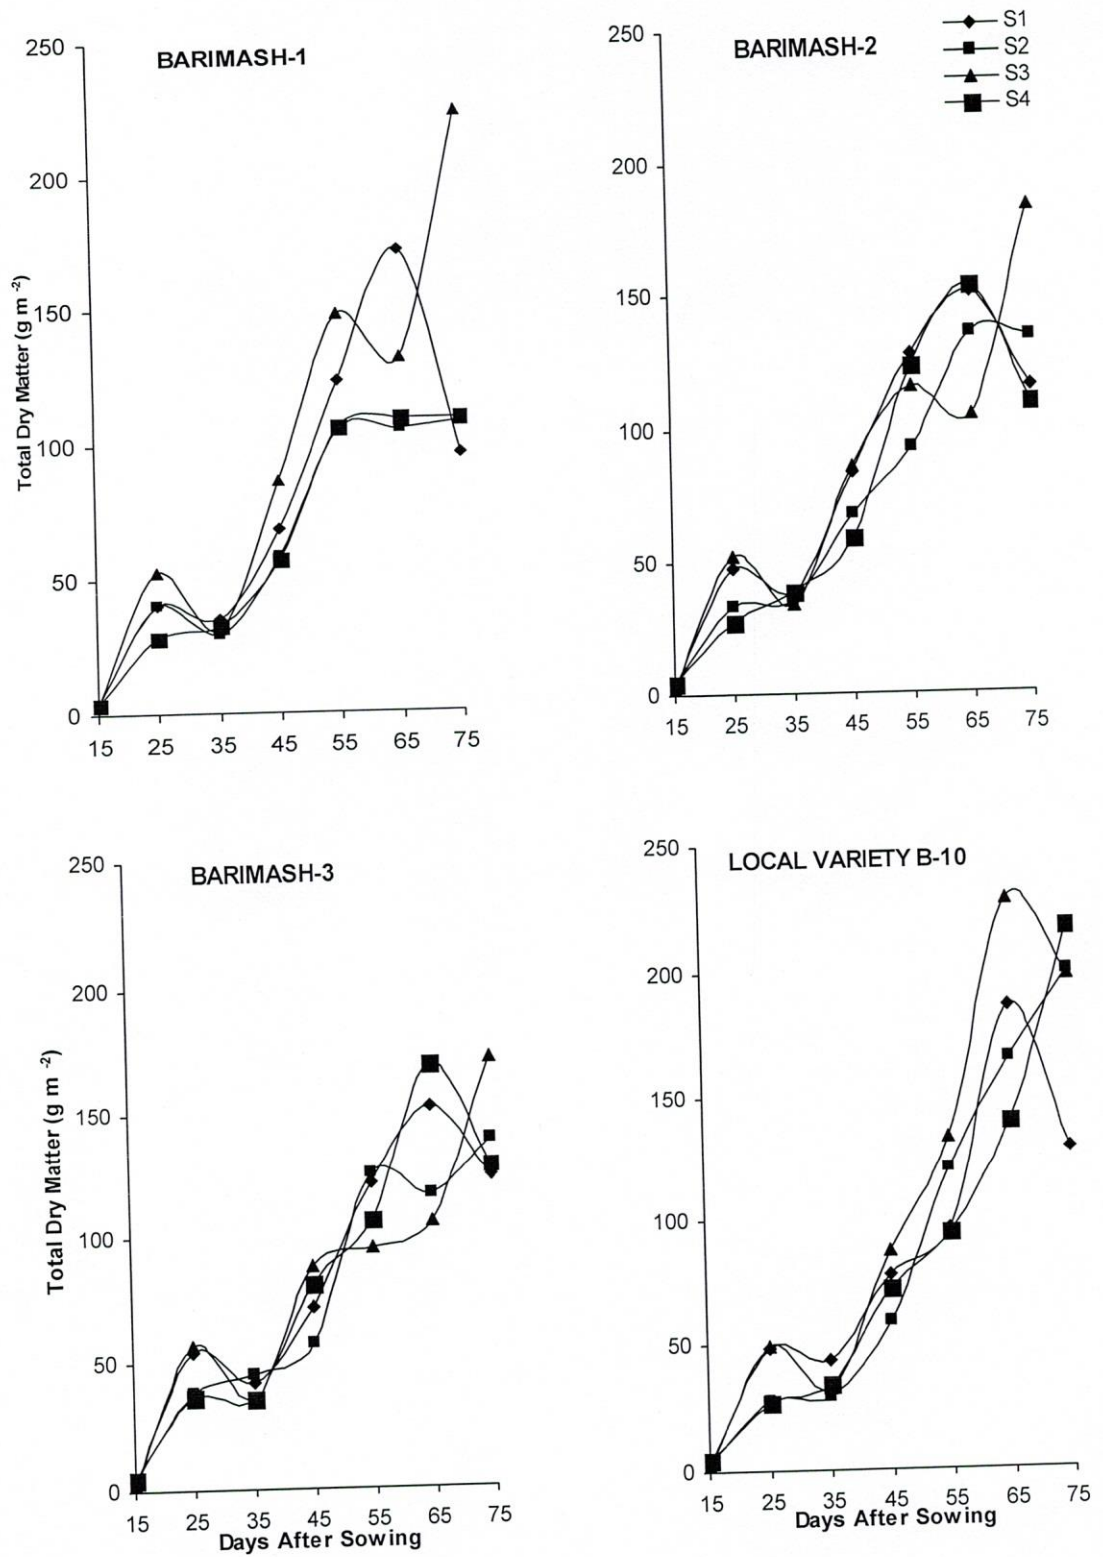 BARIMASH-1
250
200
150
100
50
0
15 25 35 45 55 65 75
Total Dry Matter (g m -2)
BARIMASH-2
S1
S2
S3
S4
250
200
150
100
50
0
15 25 35 45 55 65 75
BARIMASH-3
250
200
150
100
50
0
15 25 35 45 55 65 75
Total Dry Matter (g m -2)
Days After Sowing
LOCAL VARIETY B-10
250
200
150
100
50
0
15 25 35 45 55 65 75
Days After Sowing